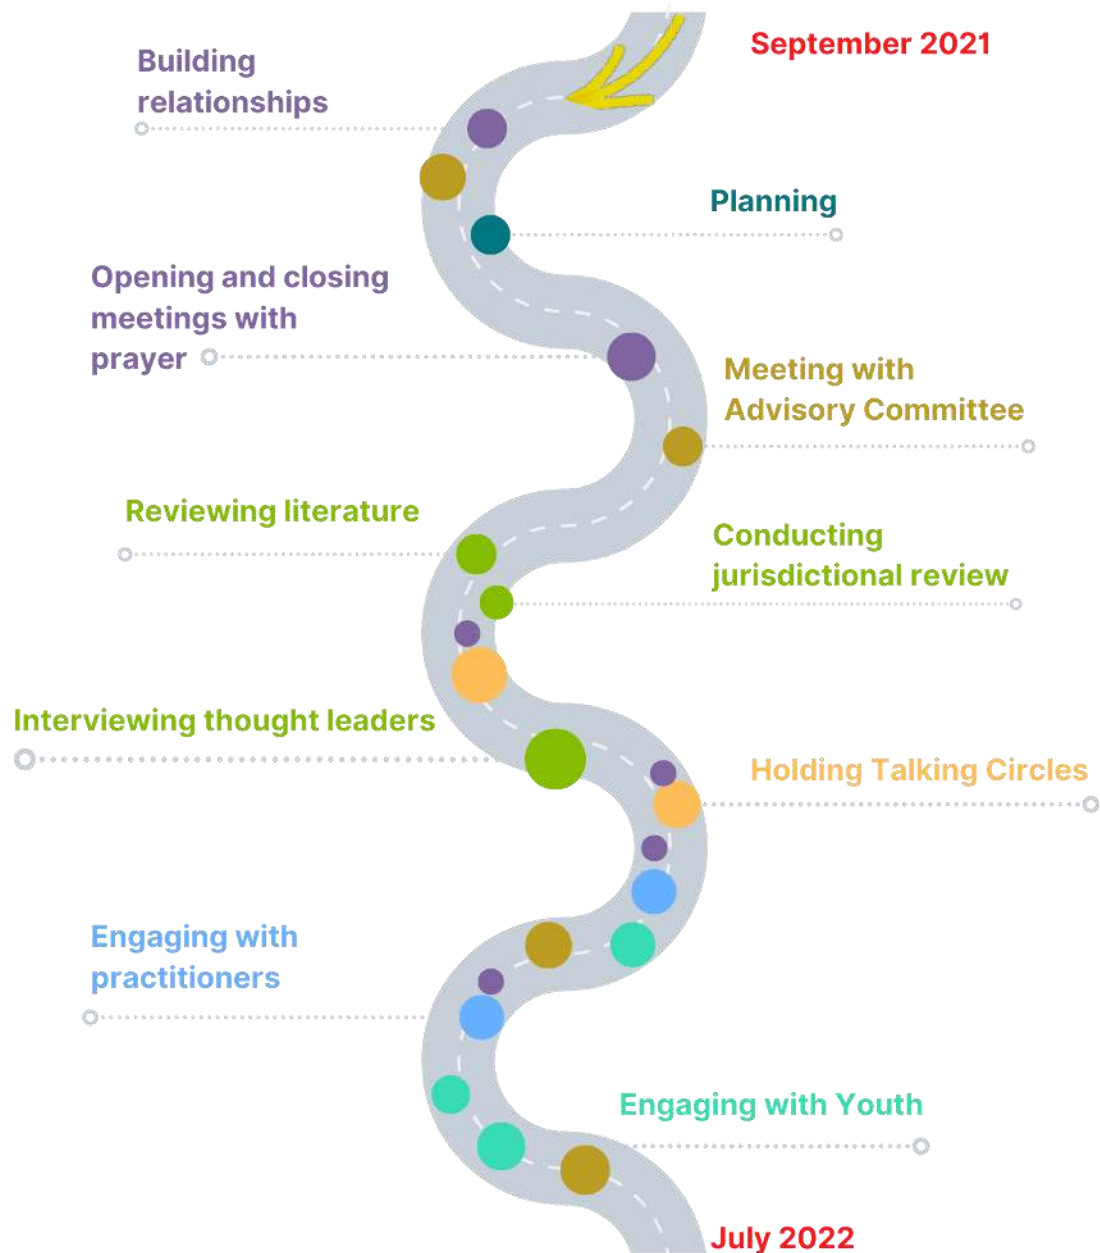 September 2021
Building
relationships
Planning
Opening and closing
meetings with
prayer
Meeting with
Advisory Committee
Reviewing literature
Conducting
jurisdictional review
Interviewing thought leaders
Holding Talking Circles
Engaging with
practitioners
Engaging with Youth
July 2022